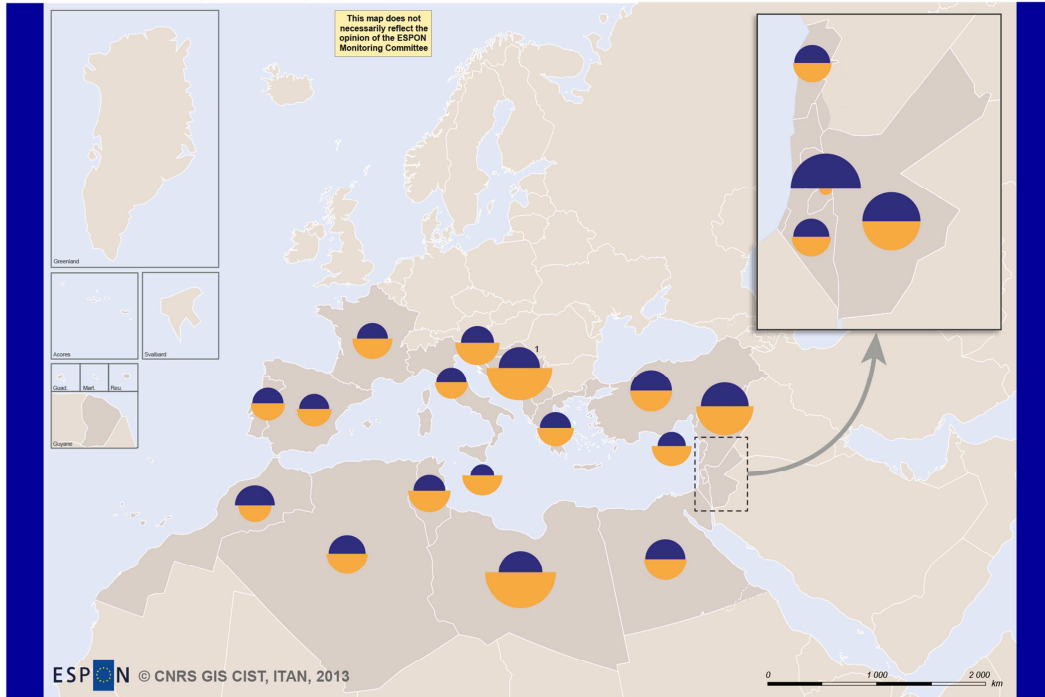 This map does not
necessarily reflect the
opinion of the ESPON
Monitoring Committee
Greenland
Acores
Svalbard
Guad.
Mart.
Reu.
Guyane
1
ESPON © CNRS GIS CIST, ITAN, 2013
0 1 000 2 000
km